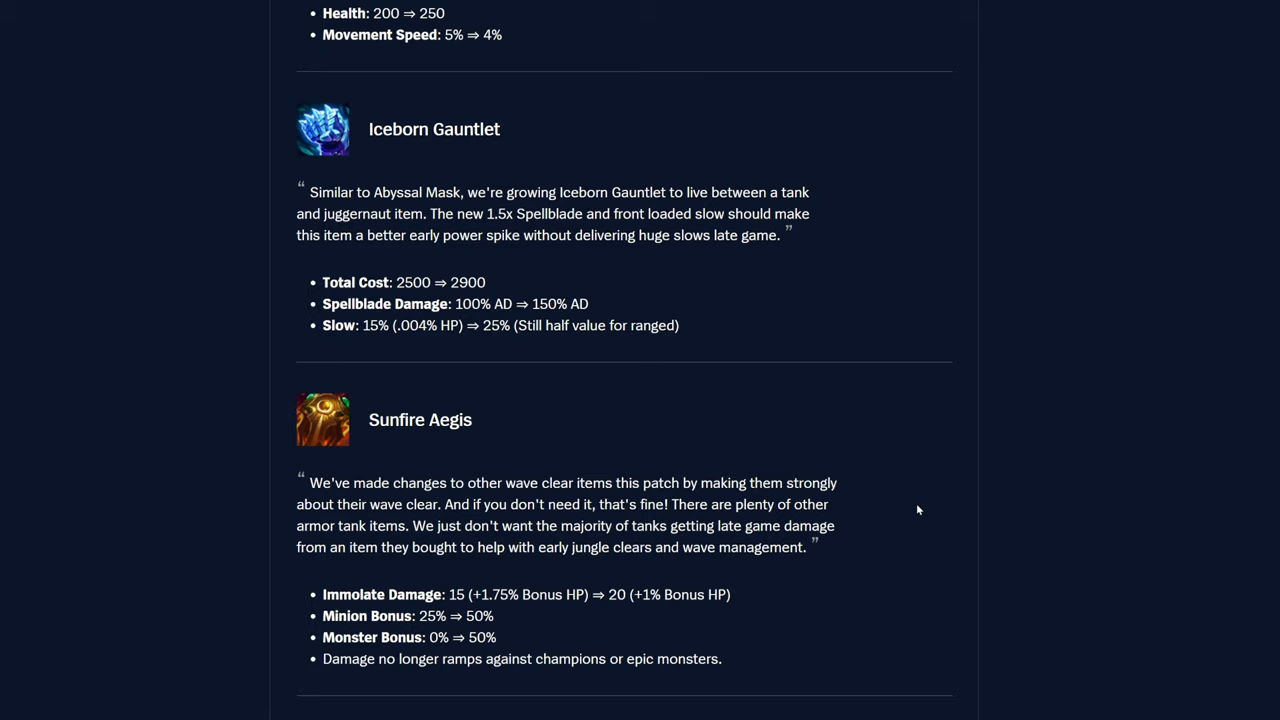 Health: 200 ⇒ 250
Movement Speed: 5% ⇒ 4%
Iceborn Gauntlet
“ Similar to Abyssal Mask, we're growing Iceborn Gauntlet to live between a tank
and juggernaut item. The new 1.5x Spellblade and front loaded slow should make
this item a better early power spike without delivering huge slows late game. ”
Total Cost: 2500 ⇒ 2900
Spellblade Damage: 100% AD ⇒ 150% AD
Slow: 15% (.004% HP) ⇒ 25% (Still half value for ranged)
Sunfire Aegis
“ We've made changes to other wave clear items this patch by making them strongly
about their wave clear. And if you don't need it, that's fine! There are plenty of other
armor tank items. We just don't want the majority of tanks getting late game damage
from an item they bought to help with early jungle clears and wave management. ”
Immolate Damage: 15 (+1.75% Bonus HP) ⇒ 20 (+1% Bonus HP)
Minion Bonus: 25% ⇒ 50%
Monster Bonus: 0% ⇒ 50%
Damage no longer ramps against champions or epic monsters.